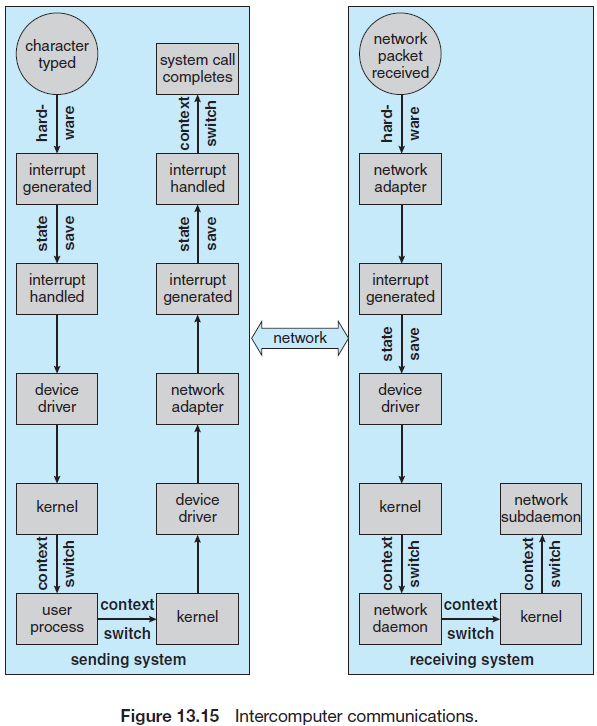 character
typed
hard-
ware
interrupt
generated
state
save
interrupt
handled
device
driver
kernel
context
switch
user
process
context
switch
kernel
device
driver
network
adapter
interrupt
generated
state
save
interrupt
handled
context
switch
system call
completes
sending system
network
network
packet
received
hard-
ware
network
adapter
interrupt
generated
state
save
device
driver
kernel
context
switch
network
daemon
context
switch
kernel
context
switch
network
subdaemon
receiving system
Figure 13.15 Intercomputer communications.